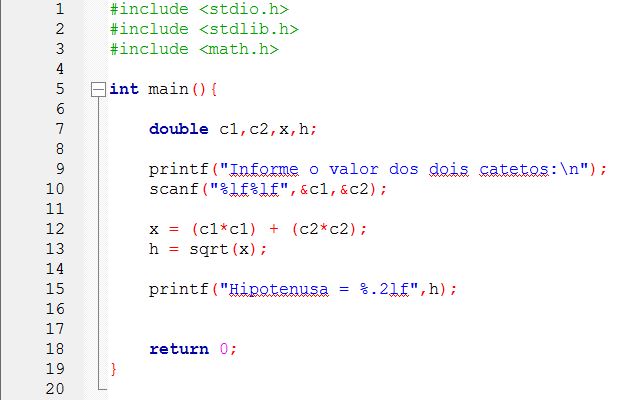 1 #include <stdio.h>
2 #include <stdlib.h>
3 #include <math.h>
4
5 int main(){
6
7 double c1,c2,x,h;
8
9 printf("Informe o valor dos dois catetos:\n");
10 scanf("%lf%lf",&c1,&c2);
11
12 x = (c1*c1) + (c2*c2);
13 h = sqrt(x);
14
15 printf("Hipotenusa = %.2lf",h);
16
17
18 return 0;
19 }
20